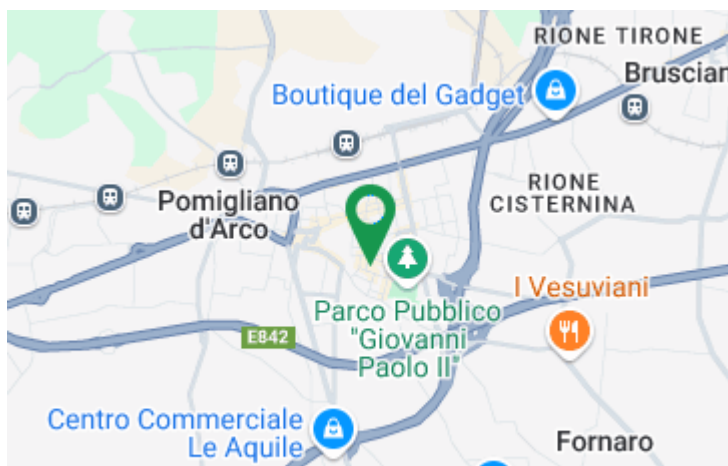 RIONE TIRONE
Bruscian
Boutique del Gadget
Pomigliano
d'Arco
RIONE
CISTERNINA
I Vesuviani
Parco Pubblico
"Giovanni
Paolo II"
E842
Centro Commerciale
Le Aquile
Fornaro